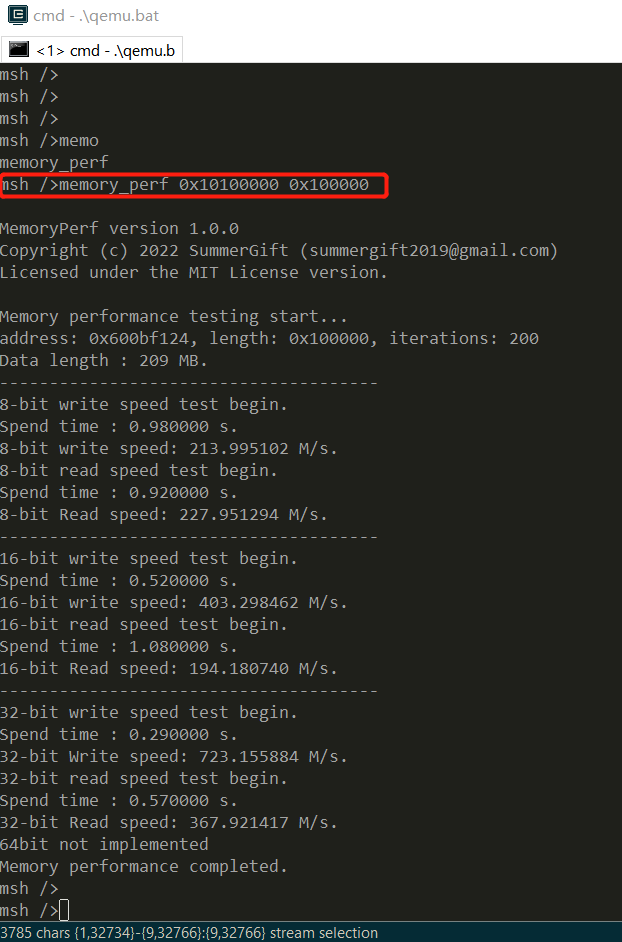 cmd - .\qemu.bat
<1> cmd - .\qemu.b
msh />
msh />
msh />
msh />memo
memory_perf
msh />memory_perf 0x10100000 0x100000
MemoryPerf version 1.0.0
Copyright (c) 2022 SummerGift (summergift2019@gmail.com)
Licensed under the MIT License version.
Memory performance testing start...
address: 0x600bf124, length: 0x100000, iterations: 200
Data length : 209 MB.
--------------------------------------
8-bit write speed test begin.
Spend time : 0.980000 s.
8-bit write speed: 213.995102 M/s.
8-bit read speed test begin.
Spend time : 0.920000 s.
8-bit Read speed: 227.951294 M/s.
--------------------------------------
16-bit write speed test begin.
Spend time : 0.520000 s.
16-bit write speed: 403.298462 M/s.
16-bit read speed test begin.
Spend time : 1.080000 s.
16-bit Read speed: 194.180740 M/s.
--------------------------------------
32-bit write speed test begin.
Spend time : 0.290000 s.
32-bit Write speed: 723.155884 M/s.
32-bit read speed test begin.
Spend time : 0.570000 s.
32-bit Read speed: 367.921417 M/s.
64bit not implemented
Memory performance completed.
msh />
msh />
3785 chars {1,32734}-{9,32766}:{9,32766} stream selection